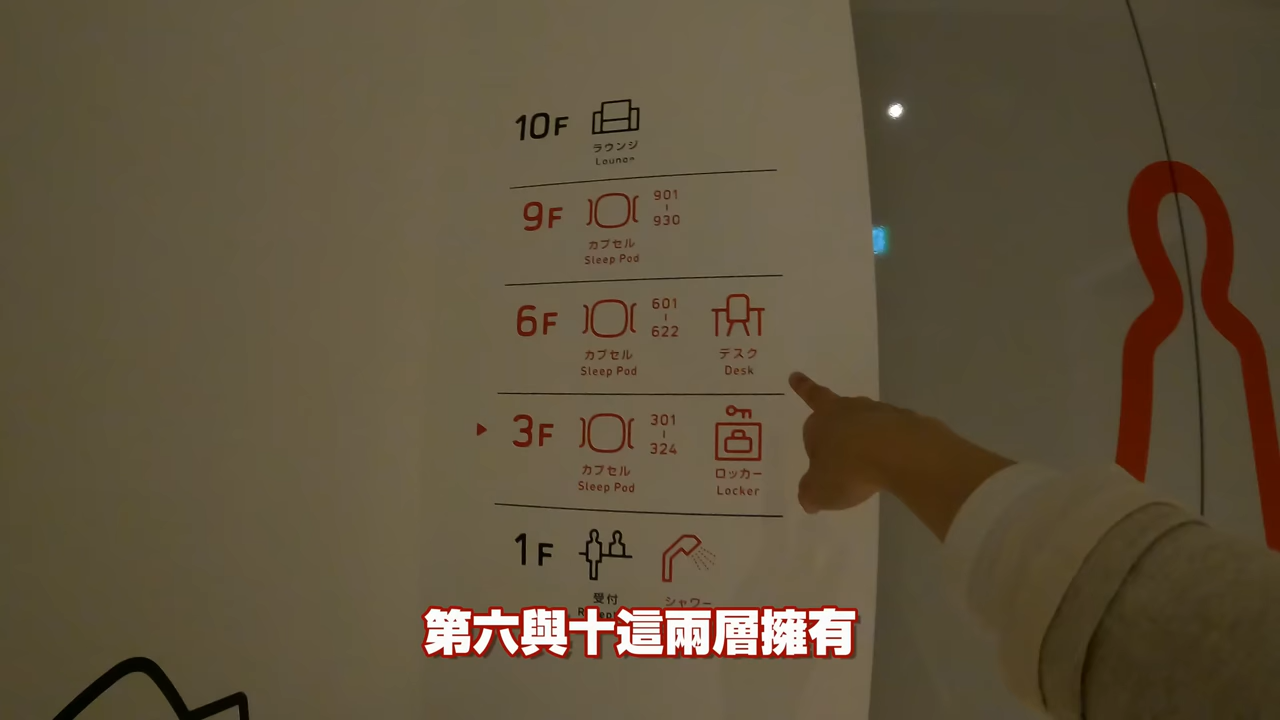 10F
ラウンジ
Lounge
9F
901
930
カプセル
Sleep Pod
6F
601
622
カプセル
Sleep Pod
デスク
Desk
3F
301
324
カプセル
Sleep Pod
ロッカー
Locker
1F
受付
シャワー
第六與十這兩層擁有